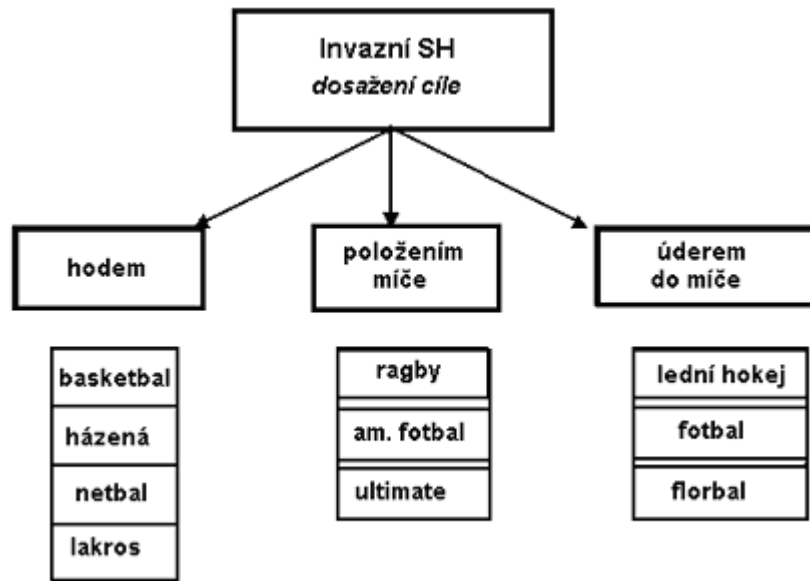 Invazní SH
dosažení cíle
hodem
položením
míče
úderem
do míče
basketbal
házená
netbal
lakros
ragby
am. fotbal
ultimate
lední hokej
fotbal
florbal